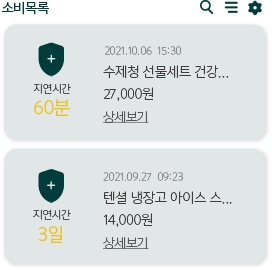 소비목록
2021.10.06 15:30
지연시간
60분
수제청 선물세트 건강...
27,000원
상세보기
2021.09.27 09:23
지연시간
3일
텐셀 냉장고 아이스 스...
14,000원
상세보기